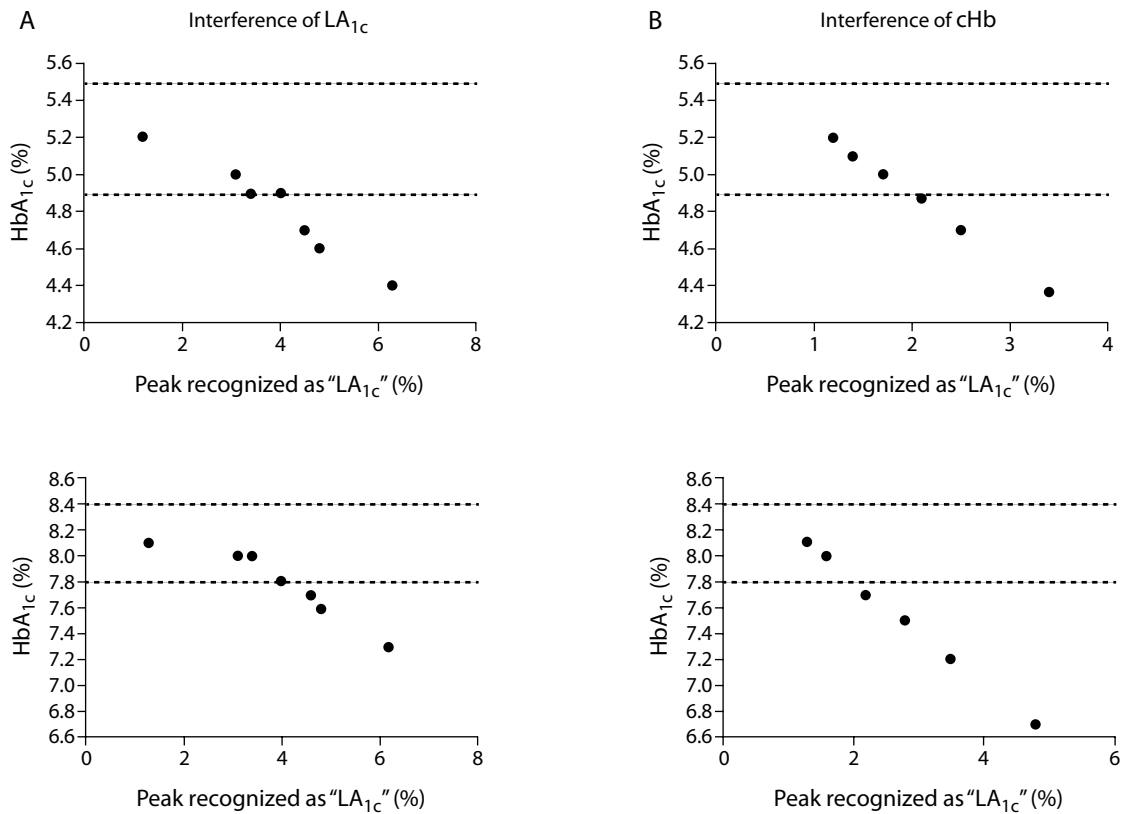 A
Interference of LA1c
HbA1c (%)
5.6
5.4
5.2
5.0
4.8
4.6
4.4
4.2
0 2 4 6 8
Peak recognized as “LA1c” (%)
B
Interference of cHb
HbA1c (%)
5.6
5.4
5.2
5.0
4.8
4.6
4.4
4.2
0 1 2 3 4
Peak recognized as “LA1c” (%)
HbA1c (%)
8.6
8.4
8.2
8.0
7.8
7.6
7.4
7.2
7.0
6.8
6.6
0 2 4 6 8
Peak recognized as “LA1c” (%)
HbA1c (%)
8.6
8.4
8.2
8.0
7.8
7.6
7.4
7.2
7.0
6.8
6.6
0 2 4 6
Peak recognized as “LA1c” (%)